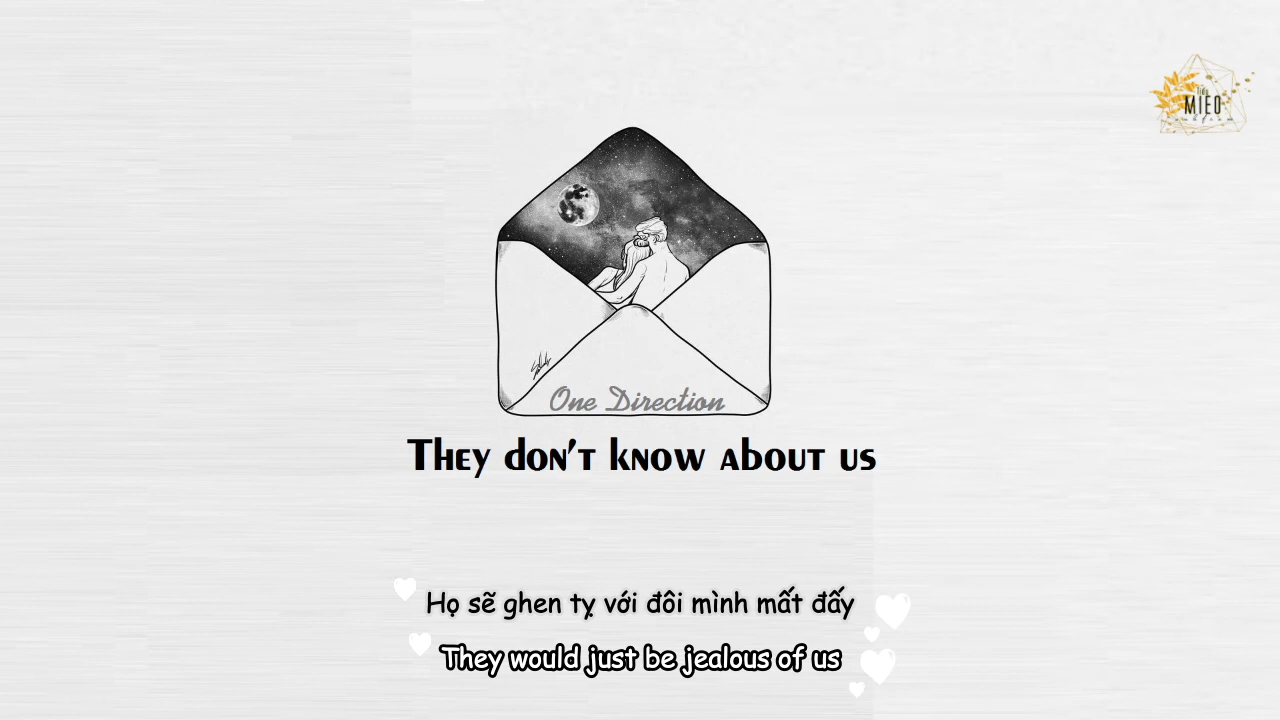 MIEO
One Direction
They don't know about us
Họ sẽ ghen tỵ với đôi mình mất đấy
They would just be jealous of us